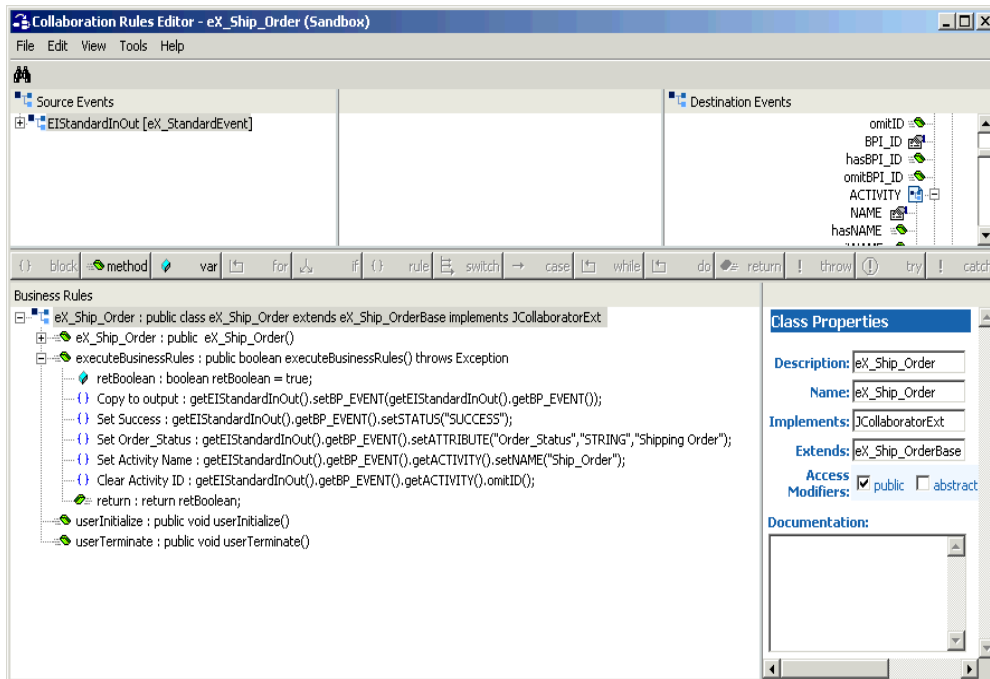 Collaboration Rules Editor - eX_Ship_Order (Sandbox)
File Edit View Tools Help
Source Events
EIStandardInOut [eX_StandardEvent]
Destination Events
omitID
BPI_ID
hasBPI_ID
omitBPI_ID
ACTIVITY
NAME
hasNAME
{} block method var for if {} rule switch → case while do return ! throw try ! catch
Business Rules
eX_Ship_Order : public class eX_Ship_Order extends eX_Ship_OrderBase implements JCollaboratorExt
eX_Ship_Order : public eX_Ship_Order()
executeBusinessRules : public boolean executeBusinessRules() throws Exception
retBoolean : boolean retBoolean = true;
{} Copy to output : getEIStandardInOut().setBP_EVENT(getEIStandardInOut().getBP_EVENT());
{} Set Success : getEIStandardInOut().getBP_EVENT().setSTATUS("SUCCESS");
{} Set Order_Status : getEIStandardInOut().getBP_EVENT().setATTRIBUTE("Order_Status","STRING","Shipping Order");
{} Set Activity Name : getEIStandardInOut().getBP_EVENT().getACTIVITY().setNAME("Ship_Order");
{} Clear Activity ID : getEIStandardInOut().getBP_EVENT().getACTIVITY().omitID();
return : return retBoolean;
userInitialize : public void userInitialize()
userTerminate : public void userTerminate()
Class Properties
Description: eX_Ship_Order
Name: eX_Ship_Order
Implements: JCollaboratorExt
Extends: eX_Ship_OrderBase
Access Modifiers: public abstract
Documentation: